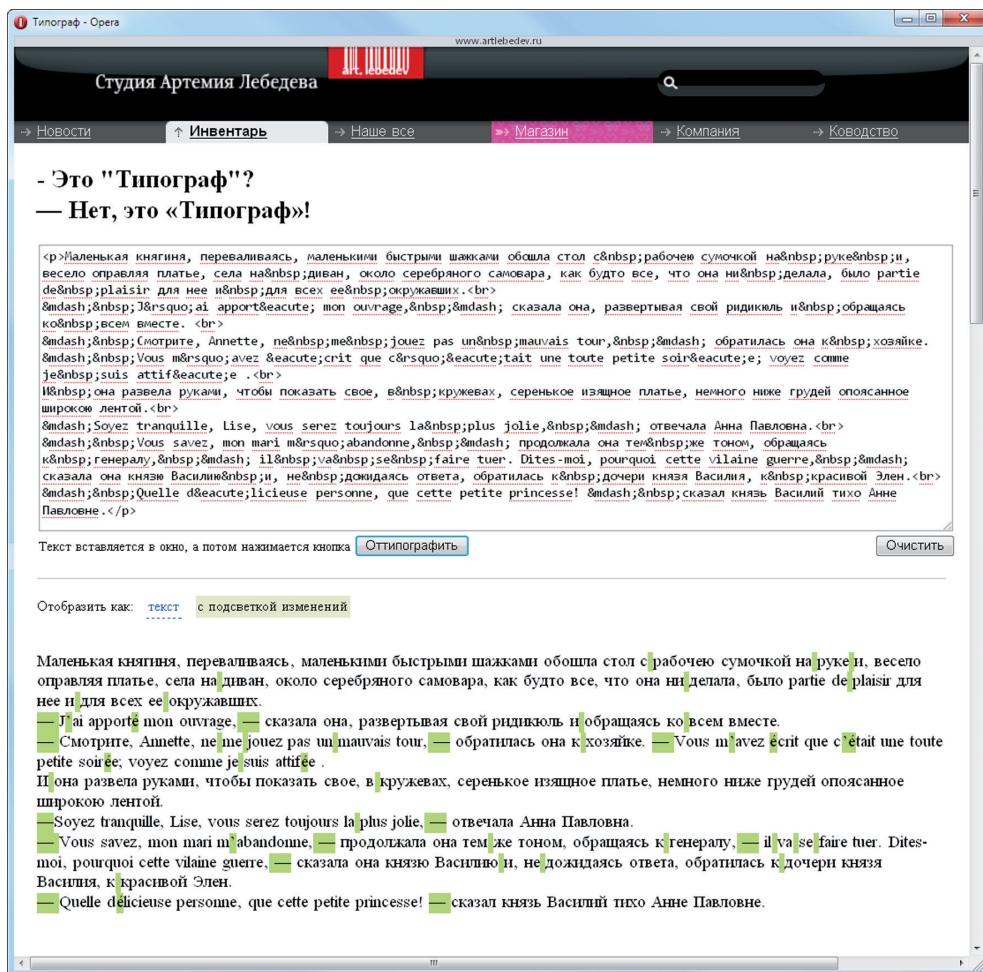 Типограф - Opera
www.artlebedev.ru
art. lebedev
Студия Артемия Лебедева
Новости
Инвентарь
Наше все
Магазин
Компания
Ководство
- Это "Типограф"?
— Нет, это «Типограф»!
<p>Маленькая княгиня, переваливаясь, маленькими быстрыми шажками обошла стол с&nbsp;рабочею сумочкой на&nbsp;руке&nbsp;и,
весело оправляя платье, села на&nbsp;диван, около серебряного самовара, как будто все, что она ни&nbsp;делала, было partie
de&nbsp;plaisir для нее и&nbsp;для всех ее&nbsp;окружавших.<br>
&mdash;&nbsp;J&rsquo;ai apport&eacute; mon ouvrage,&nbsp;&mdash; сказала она, развертывая свой ридикюль и&nbsp;обращаясь
ко&nbsp;всем вместе. <br>
&mdash;&nbsp;Смотрите, Annette, ne&nbsp;me&nbsp;jouez pas un&nbsp;mauvais tour,&nbsp;&mdash; обратилась она к&nbsp;хозяйке.
&mdash;&nbsp;Vous m&rsquo;avez &eacute;crit que c&rsquo;&eacute;tait une toute petite soir&eacute;e; voyez comme
je&nbsp;suis attif&eacute;e .<br>
И&nbsp;она развела руками, чтобы показать свое, в&nbsp;кружевах, серенькое изящное платье, немного ниже грудей опоясанное
широкою лентой.<br>
&mdash;Soyez tranquille, Lise, vous serez toujours la&nbsp;plus jolie,&nbsp;&mdash; отвечала Анна Павловна.<br>
&mdash;&nbsp;Vous savez, mon mari m&rsquo;abandonne,&nbsp;&mdash; продолжала она тем&nbsp;же тоном, обращаясь
к&nbsp;генералу,&nbsp;&mdash; il&nbsp;va&nbsp;se&nbsp;faire tuer. Dites-moi, pourquoi cette vilaine guerre,&nbsp;&mdash;
сказала она князю Василию&nbsp;и, не&nbsp;дожидаясь ответа, обратилась к&nbsp;дочери князя Василия, к&nbsp;красивой Элен.<br>
&mdash;&nbsp;Quelle d&eacute;licieuse personne, que cette petite princesse! &mdash;&nbsp;сказал князь Василий тихо Анне
Павловне.</p>
Текст вставляется в окно, а потом нажимается кнопка Оттипографить Очистить
Отобразить как: текст с подсветкой изменений
Маленькая княгиня, переваливаясь, маленькими быстрыми шажками обошла стол с рабочею сумочкой на руке и, весело
оправляя платье, села на диван, около серебряного самовара, как будто все, что она ни делала, было partie de plaisir для
нее и для всех ее окружавших.
— J’ai apporté mon ouvrage, — сказала она, развертывая свой ридикюль и обращаясь ко всем вместе.
— Смотрите, Annette, ne me jouez pas un mauvais tour, — обратилась она к хозяйке. — Vous m’avez écrit que c’était une toute
petite soirée; voyez comme je suis attifée .
И она развела руками, чтобы показать свое, в кружевах, серенькое изящное платье, немного ниже грудей опоясанное
широкою лентой.
—Soyez tranquille, Lise, vous serez toujours la plus jolie, — отвечала Анна Павловна.
— Vous savez, mon mari m’abandonne, — продолжала она тем же тоном, обращаясь к генералу, — il va se faire tuer. Dites-
moi, pourquoi cette vilaine guerre, — сказала она князю Василию и, не дожидаясь ответа, обратилась к дочери князя
Василия, к красивой Элен.
— Quelle délicieuse personne, que cette petite princesse! — сказал князь Василий тихо Анне Павловне.